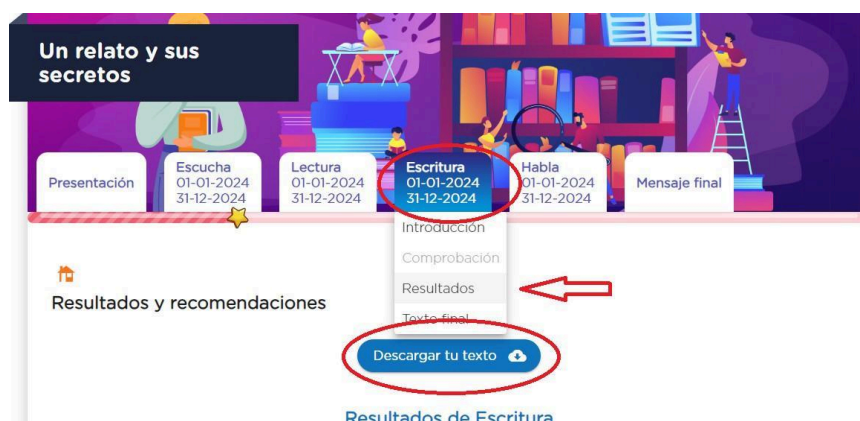 Un relato y sus
secretos
Presentación
Escucha
01-01-2024
31-12-2024
Lectura
01-01-2024
31-12-2024
Escritura
01-01-2024
31-12-2024
Habla
01-01-2024
31-12-2024
Mensaje final
Introducción
Comprobación
Resultados
Texto final
Resultados y recomendaciones
Descargar tu texto
Resultados de Escritura